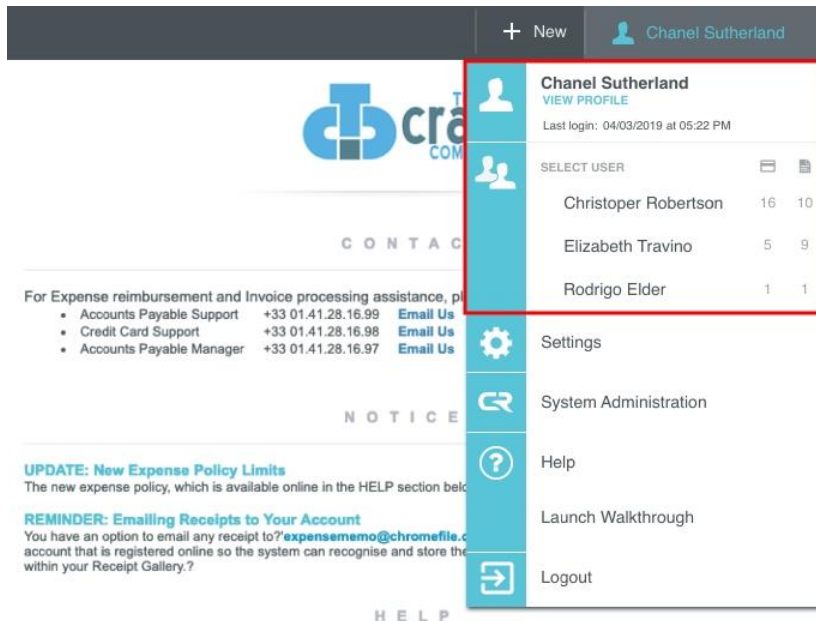 New
Chanel Sutherland
Chanel Sutherland
VIEW PROFILE
Last login: 04/03/2019 at 05:22 PM
SELECT USER
Christoper Robertson 16 10
Elizabeth Travino 5 9
Rodrigo Elder 1 1
Settings
System Administration
Help
Launch Walkthrough
Logout
T
cra
COM
CONTAC
For Expense reimbursement and Invoice processing assistance, pl
• Accounts Payable Support +33 01.41.28.16.99 Email Us
• Credit Card Support +33 01.41.28.16.98 Email Us
• Accounts Payable Manager +33 01.41.28.16.97 Email Us
NOTICE
UPDATE: New Expense Policy Limits
The new expense policy, which is available online in the HELP section belo
REMINDER: Emailing Receipts to Your Account
You have an option to email any receipt to?'expensememo@chromefile.c
account that is registered online so the system can recognise and store the
within your Receipt Gallery.?
HELP